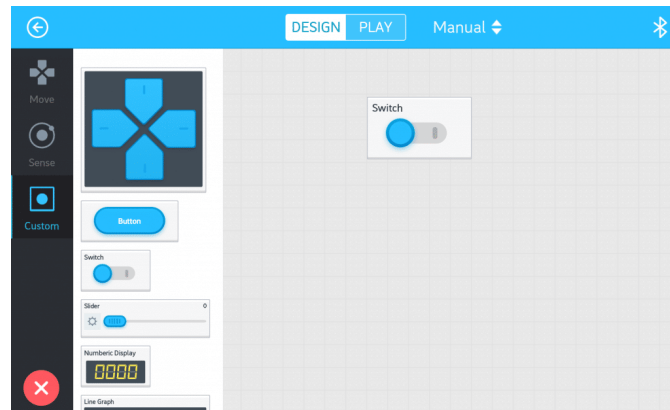 DESIGN PLAY Manual
Move
Sense
Custom
Button
Switch
Slider 0
Numberic Display
0000
Line Graph
Switch